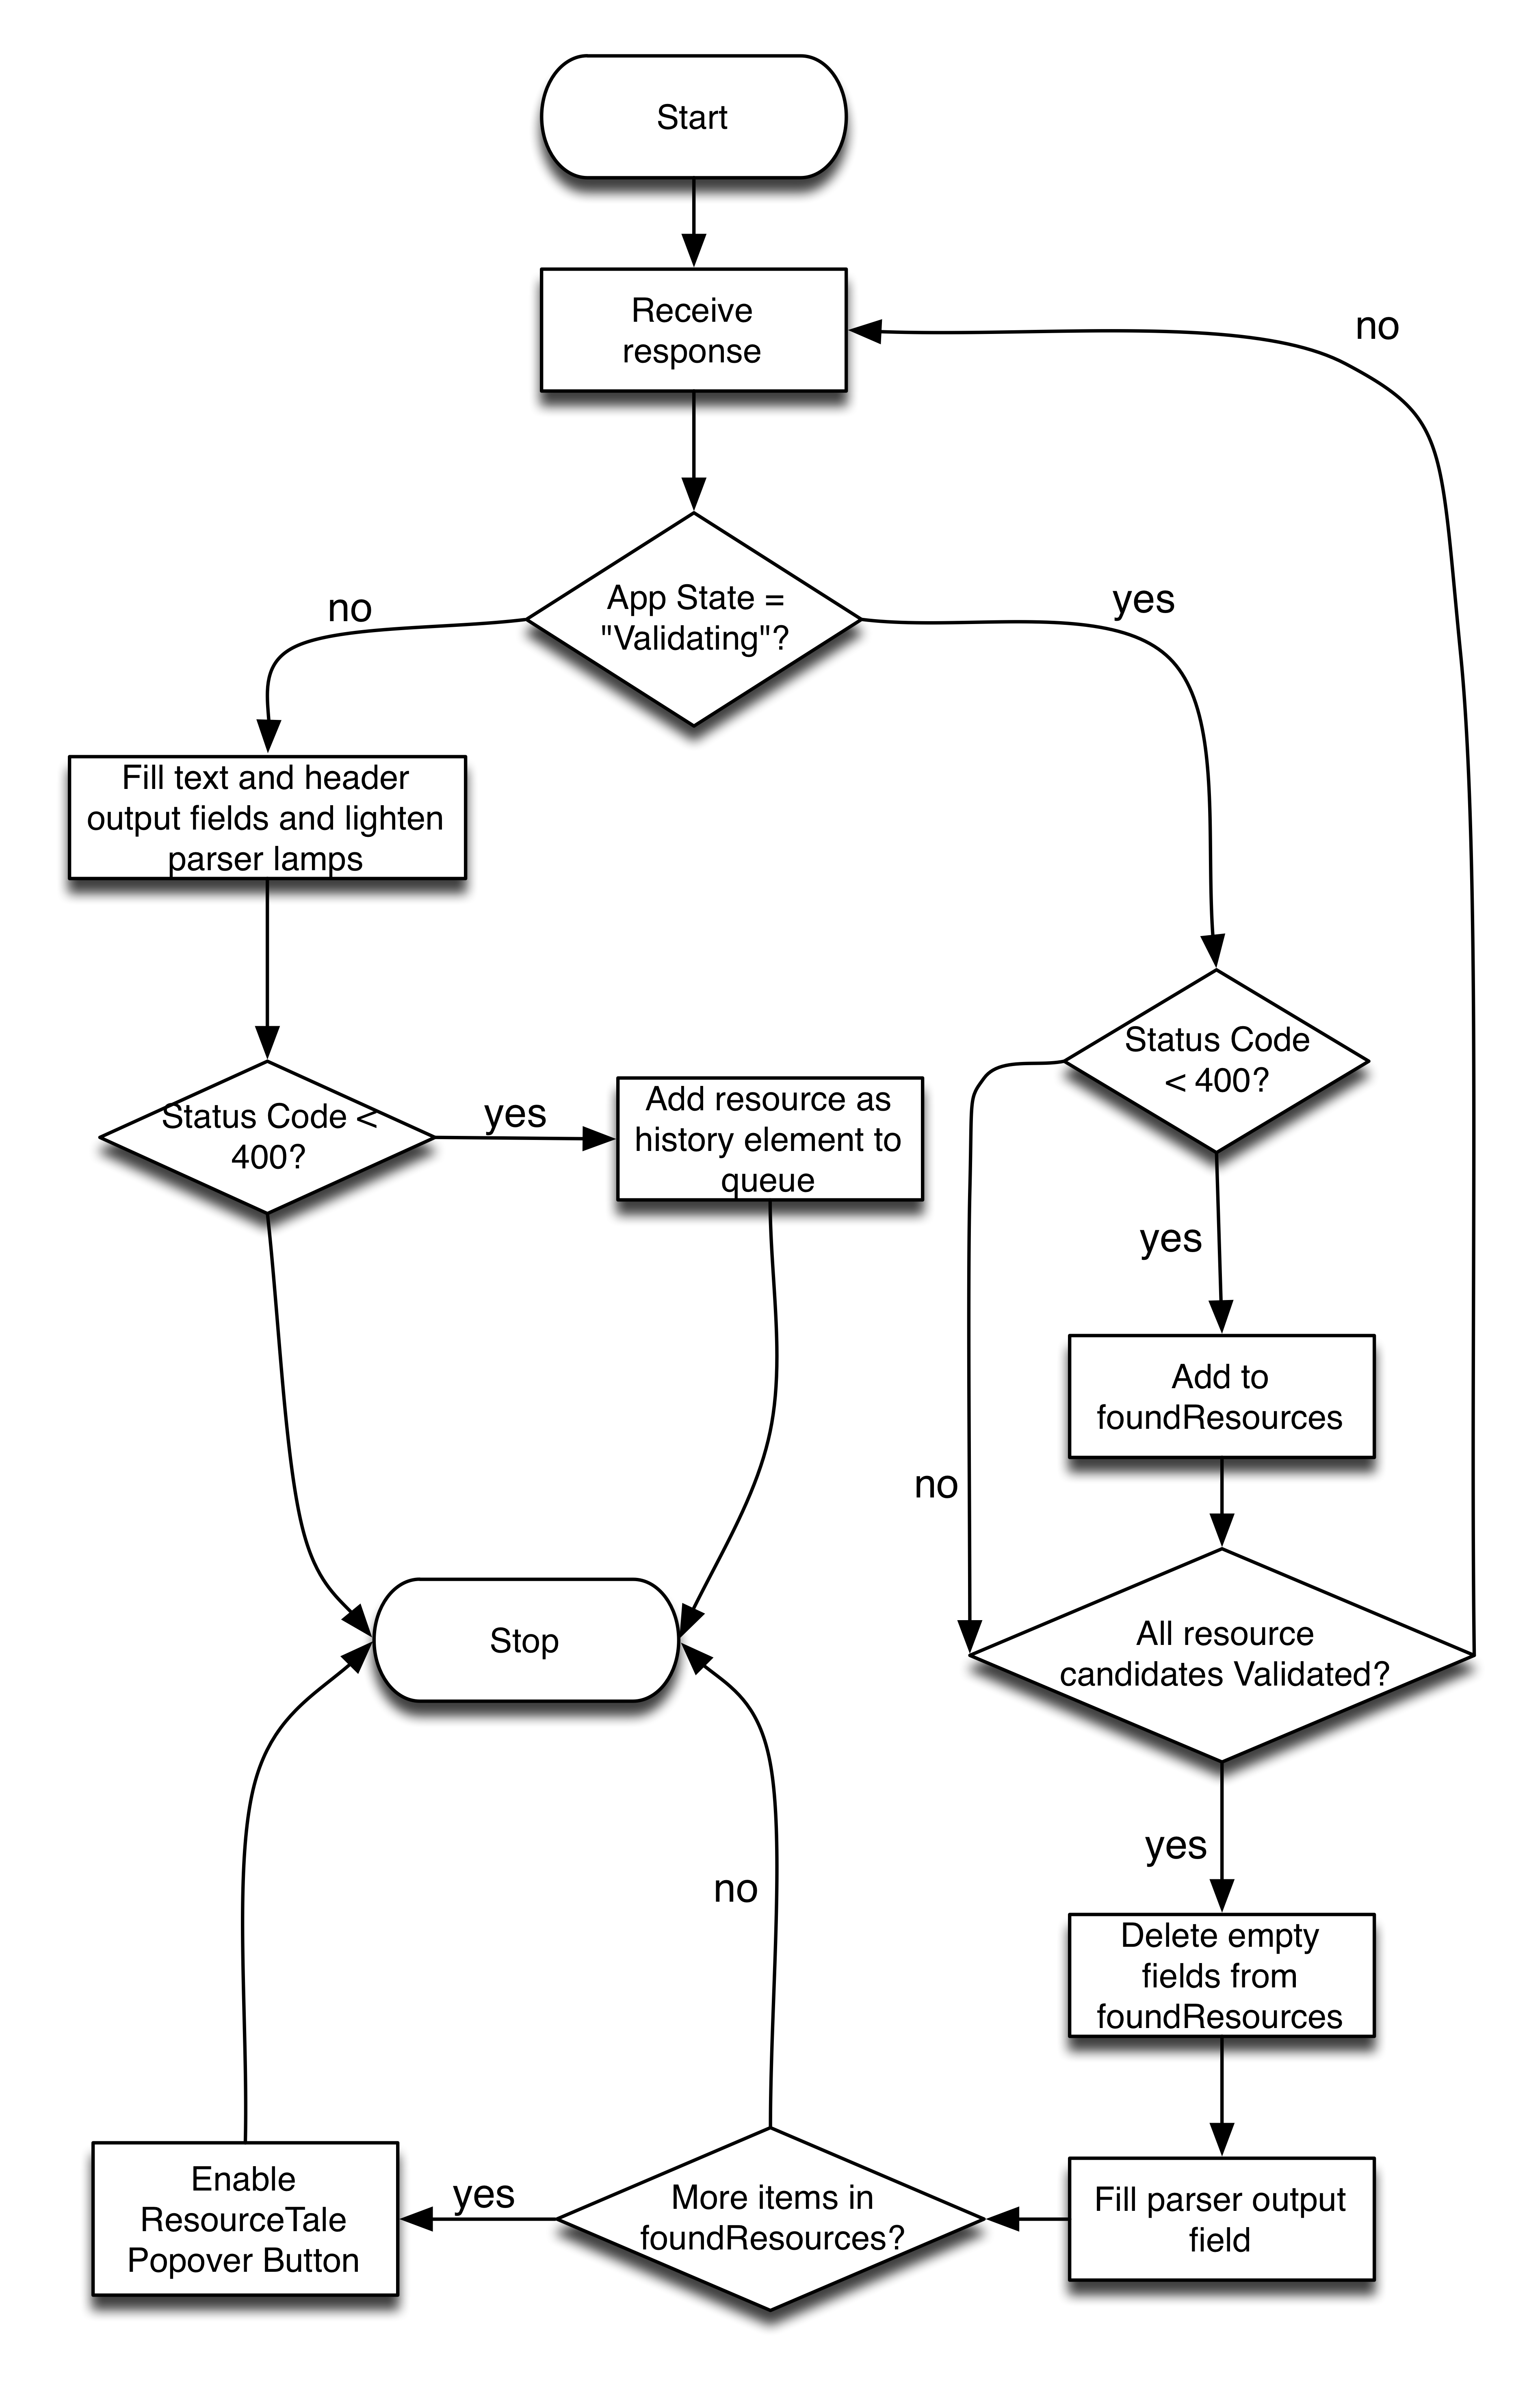 Start
Receive
response
no
App State =
"Validating"?
no
yes
Fill text and header
output fields and lighten
parser lamps
Status Code
< 400?
Status Code <
400?
yes
Add resource as
history element to
queue
yes
Add to
foundResources
no
Stop
All resource
candidates Validated?
yes
no
Delete empty
fields from
foundResources
Enable
ResourceTale
Popover Button
yes
More items in
foundResources?
Fill parser output
field